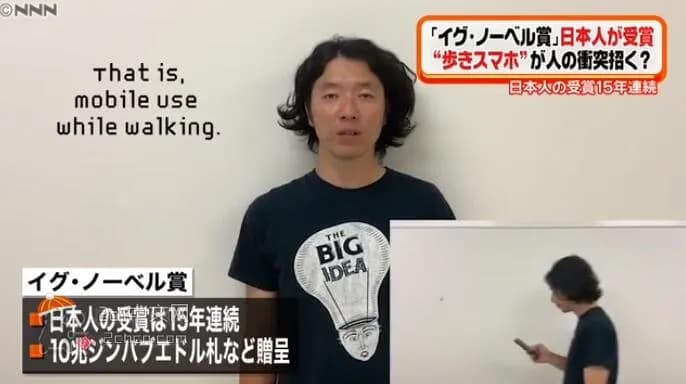 NNN
「イグ・ノーベル賞」日本人が受賞
“歩きスマホ”が人の衝突招く?
日本人の受賞15年連続
That is,
mobile use
while walking.
THE
BIG
IDEA
イグ・ノーベル賞
日本人の受賞は15年連続
10兆ジンバブエドル札など贈呈